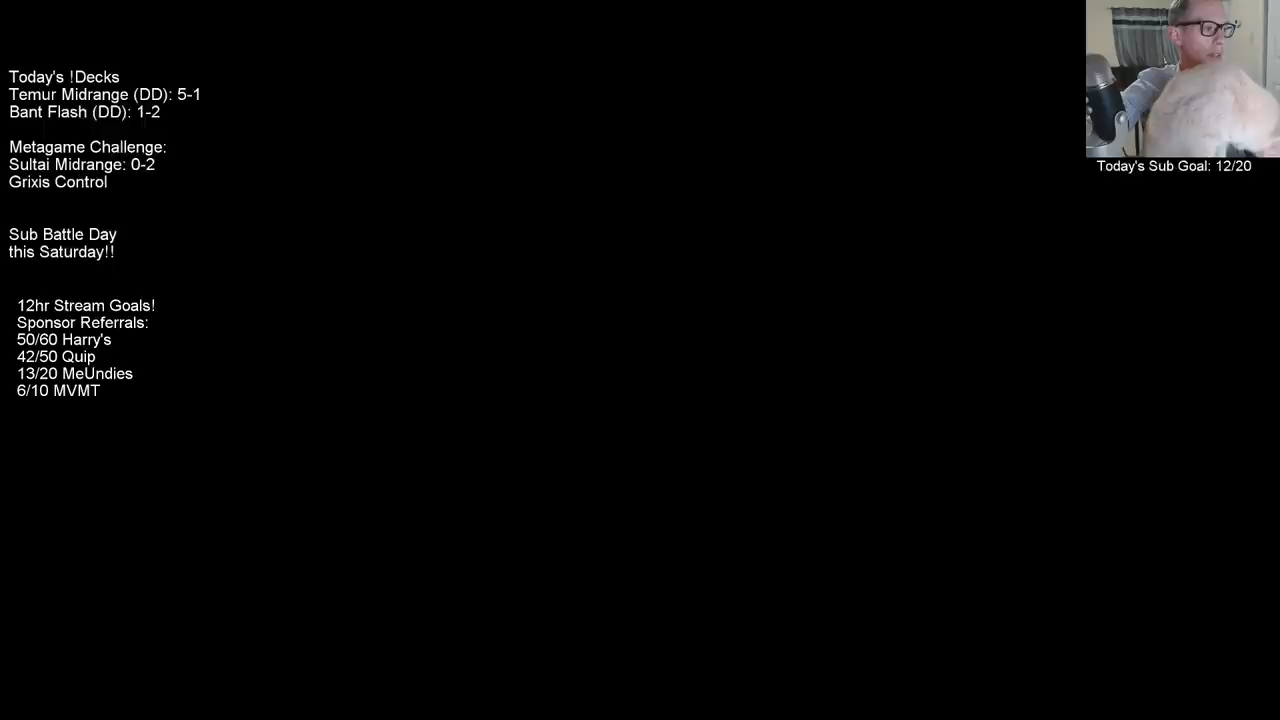 Today's !Decks
Temur Midrange (DD): 5-1
Bant Flash (DD): 1-2
Metagame Challenge:
Sultai Midrange: 0-2
Grixis Control
Sub Battle Day
this Saturday!!
12hr Stream Goals!
Sponsor Referrals:
50/60 Harry's
42/50 Quip
13/20 MeUndies
6/10 MVMT
Today's Sub Goal: 12/20